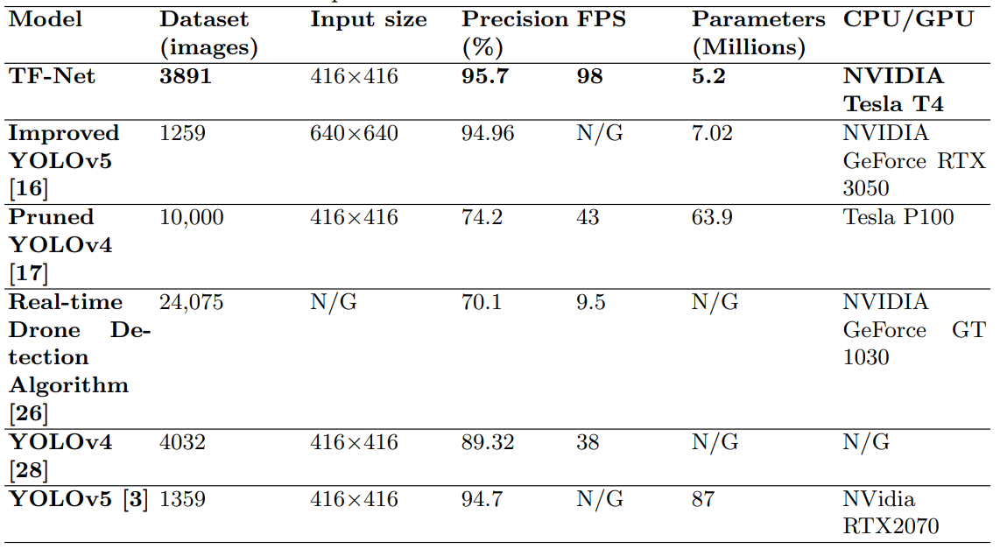 Model Dataset (images) Input size Precision (%) FPS Parameters (Millions) CPU/GPU
TF-Net 3891 416×416 95.7 98 5.2 NVIDIA Tesla T4
Improved YOLOv5 [16] 1259 640×640 94.96 N/G 7.02 NVIDIA GeForce RTX 3050
Pruned YOLOv4 [17] 10,000 416×416 74.2 43 63.9 Tesla P100
Real-time Drone De-tection Algorithm [26] 24,075 N/G 70.1 9.5 N/G NVIDIA GeForce GT 1030
YOLOv4 [28] 4032 416×416 89.32 38 N/G N/G
YOLOv5 [3] 1359 416×416 94.7 N/G 87 NVidia RTX2070